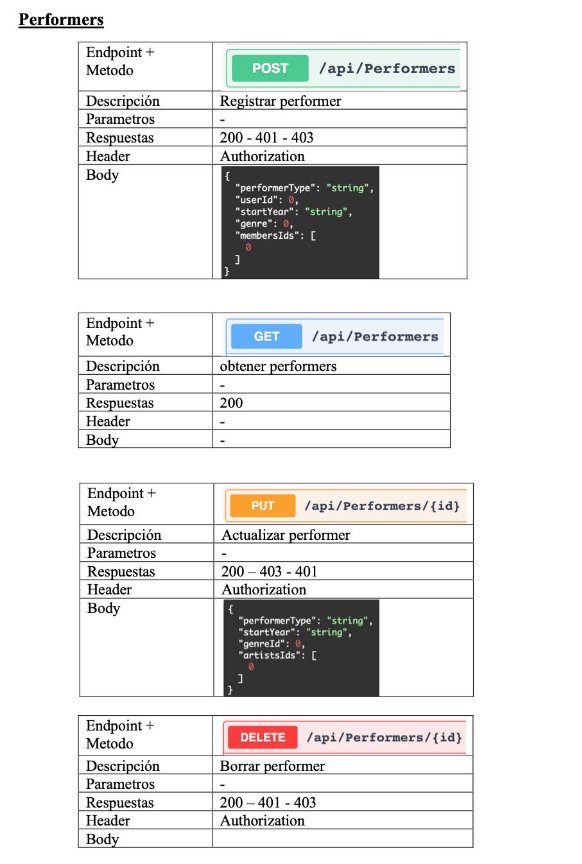 Performers
Endpoint +
Metodo
POST /api/Performers
Descripción Registrar performer
Parametros -
Respuestas 200 - 401 - 403
Header Authorization
Body
{
"performerType": "string",
"userId": 0,
"startYear": "string",
"genre": 0,
"membersIds": [
0
]
}
Endpoint +
Metodo
GET /api/Performers
Descripción obtener performers
Parametros -
Respuestas 200
Header -
Body -
Endpoint +
Metodo
PUT /api/Performers/{id}
Descripción Actualizar performer
Parametros -
Respuestas 200 – 403 - 401
Header Authorization
Body
{
"performerType": "string",
"startYear": "string",
"genreId": 0,
"artistsIds": [
0
]
}
Endpoint +
Metodo
DELETE /api/Performers/{id}
Descripción Borrar performer
Parametros -
Respuestas 200 – 401 - 403
Header Authorization
Body